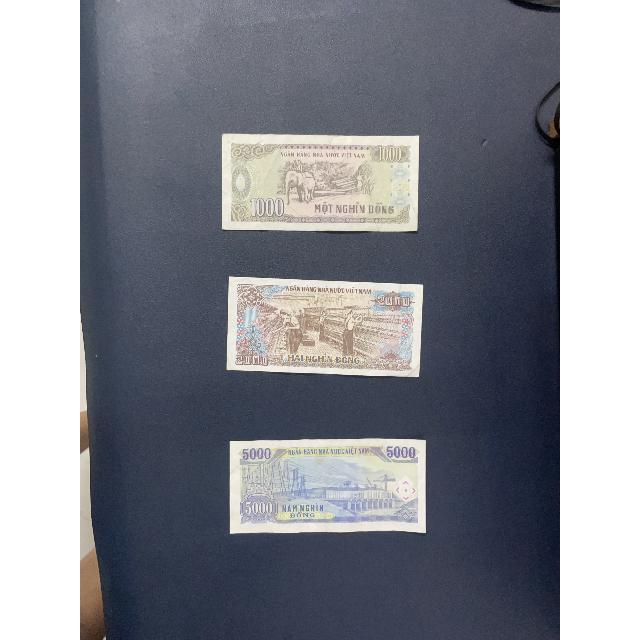 NGÂN HÀNG NHÀ NƯỚC VIỆT NAM 1000
1000 MỘT NGHÌN ĐỒNG
NGÂN HÀNG NHÀ NƯỚC VIỆT NAM 2000
2000 HAI NGHÌN ĐỒNG
5000 NGÂN HÀNG NHÀ NƯỚC VIỆT NAM 5000
5000 NĂM NGHÌN
ĐỒNG